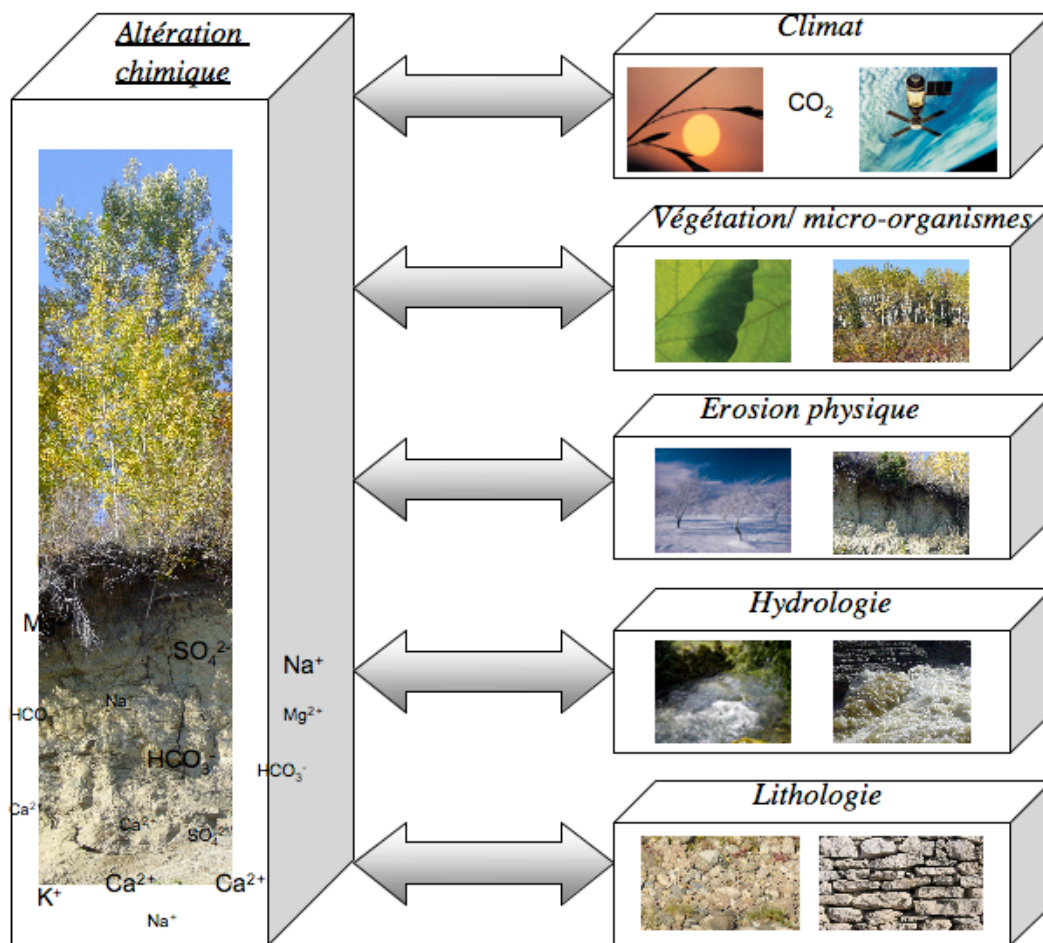 Altération
chimique
Climat
CO₂
Végétation/ micro-organismes
Erosion physique
Hydrologie
Lithologie
SO₄²⁻
Na⁺
Na
Mg²⁺
HCO₃⁻
HCO₃⁻
Ca²⁺
SO₄²⁻
K⁺
Ca²⁺
Ca²⁺
Na⁺